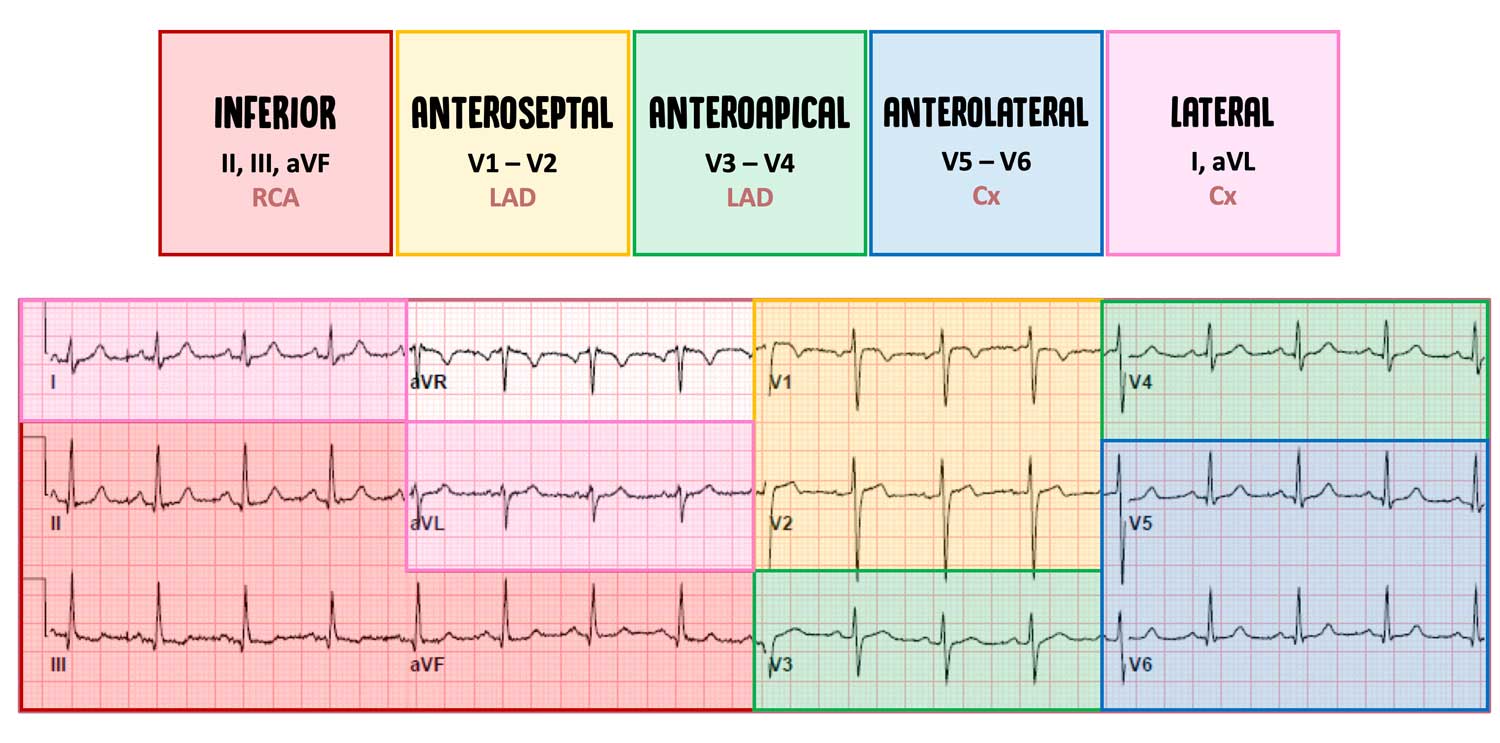 INFERIOR
II, III, aVF
RCA
ANTEROSEPTAL
V1 – V2
LAD
ANTEROAPICAL
V3 – V4
LAD
ANTEROLATERAL
V5 – V6
Cx
LATERAL
I, aVL
Cx
I
aVR
V1
V4
II
aVL
V2
V5
III
aVF
V3
V6